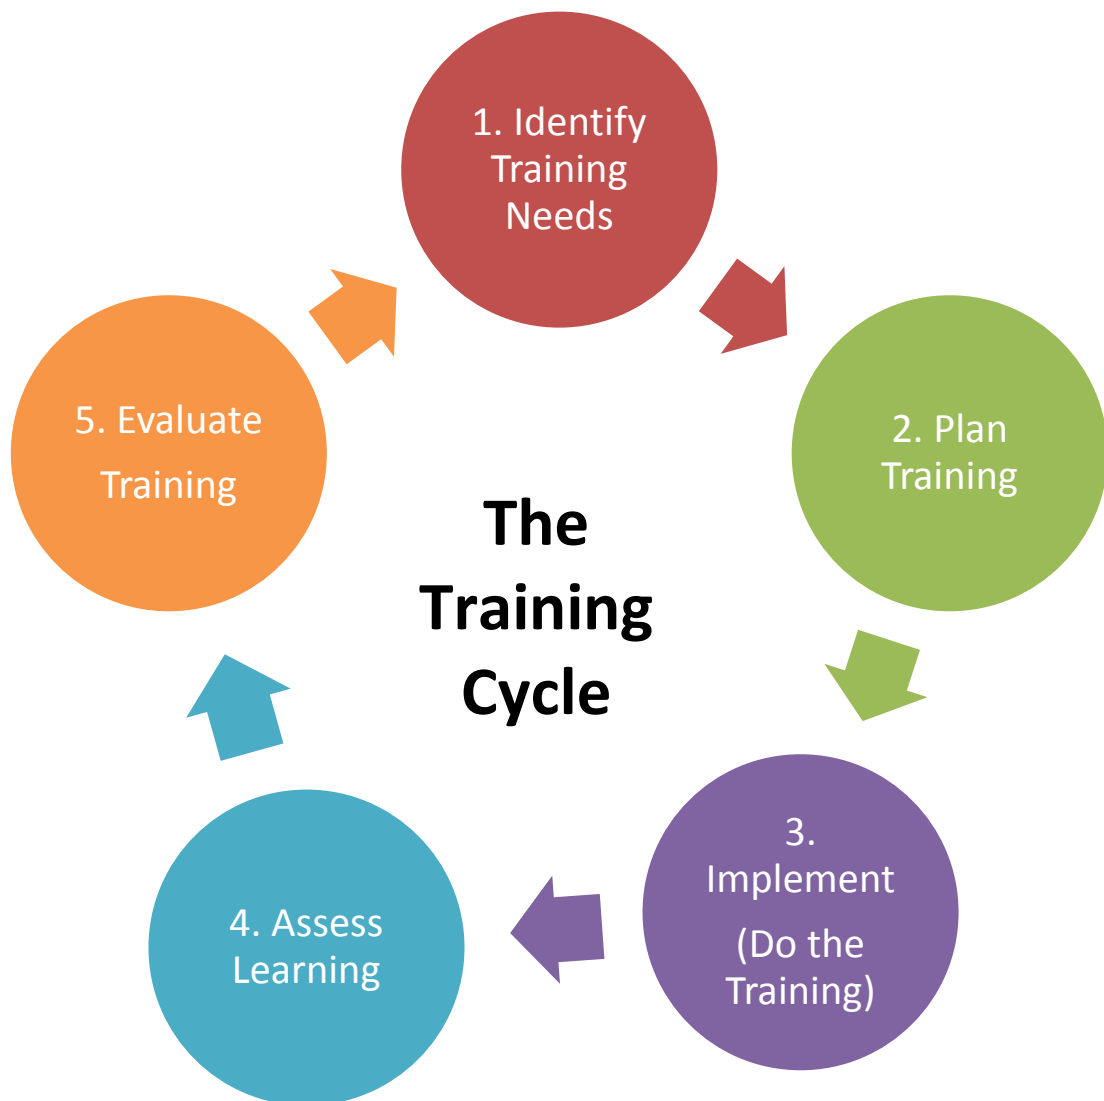 1. Identify
Training
Needs
2. Plan
Training
3.
Implement
(Do the
Training)
4. Assess
Learning
5. Evaluate
Training
The
Training
Cycle